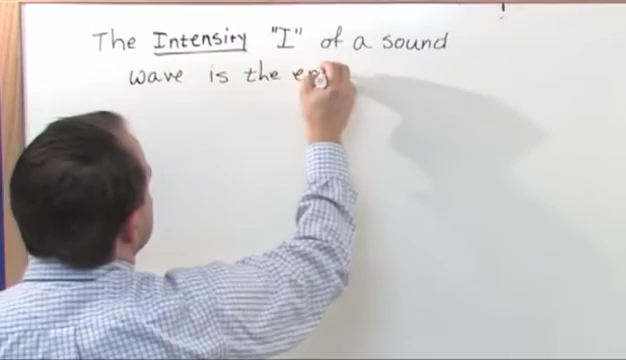 The Intensity "I" of a sound
wave is the